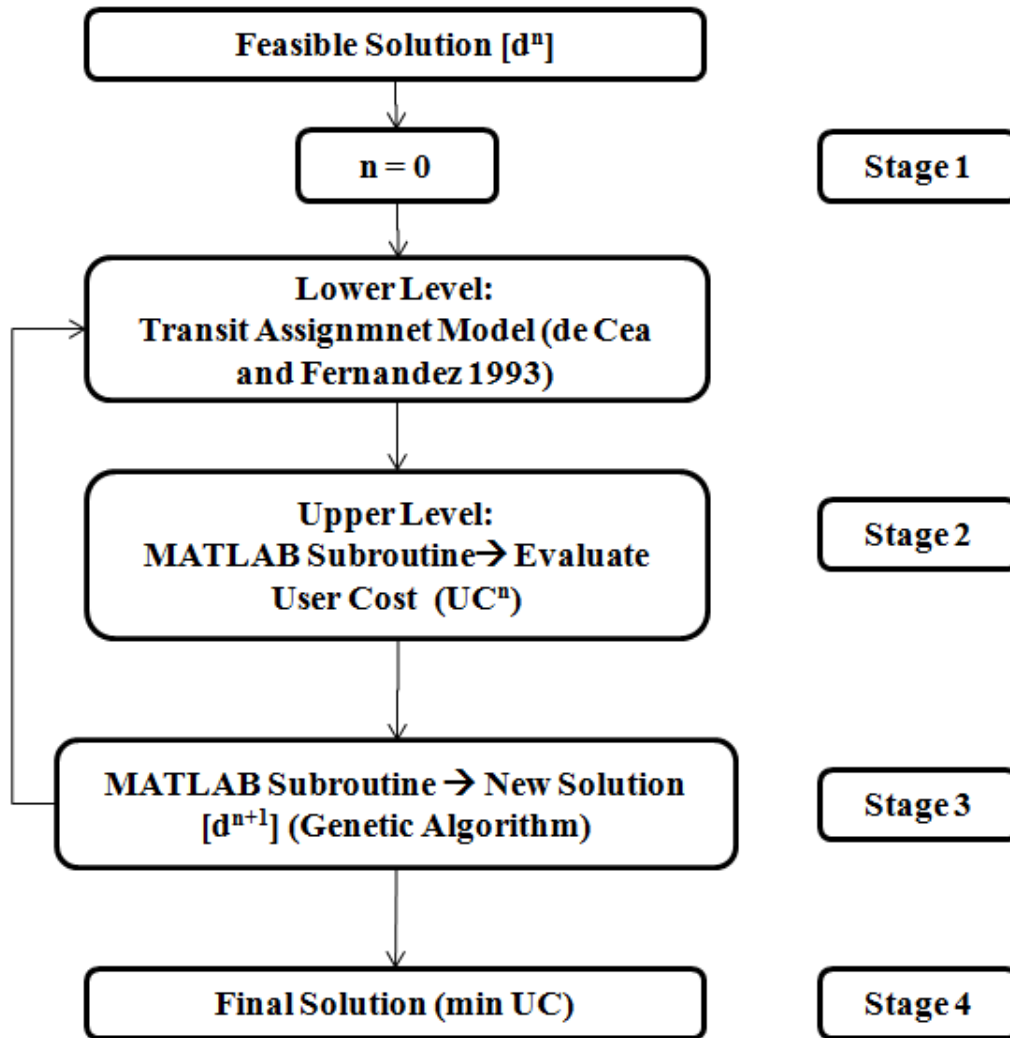 Feasible Solution [dⁿ]
n = 0
Stage 1
Lower Level:
Transit Assignmnet Model (de Cea
and Fernandez 1993)
Upper Level:
MATLAB Subroutine→ Evaluate
User Cost (UCⁿ)
Stage 2
MATLAB Subroutine → New Solution
[dⁿ⁺¹] (Genetic Algorithm)
Stage 3
Final Solution (min UC)
Stage 4